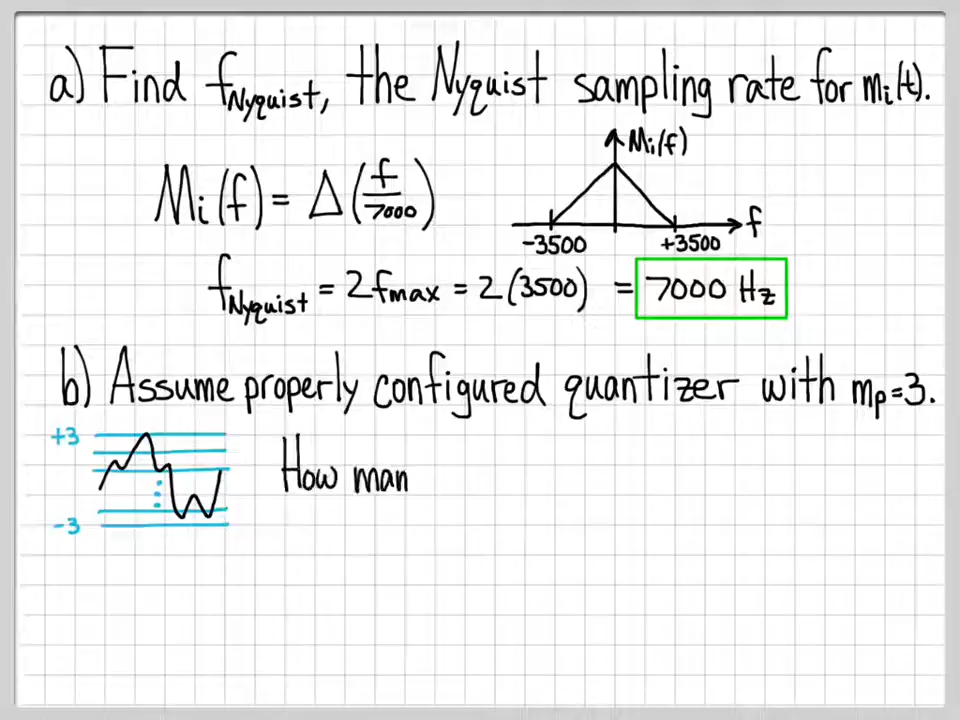 a) Find fNyquist, the Nyquist sampling rate for mi(t).
Mi(f) = Δ(f/7000)
Mi(f)
f
-3500 +3500
fNyquist = 2fmax = 2(3500) = 7000 Hz
b) Assume properly configured quantizer with mp=3.
+3
How man
-3